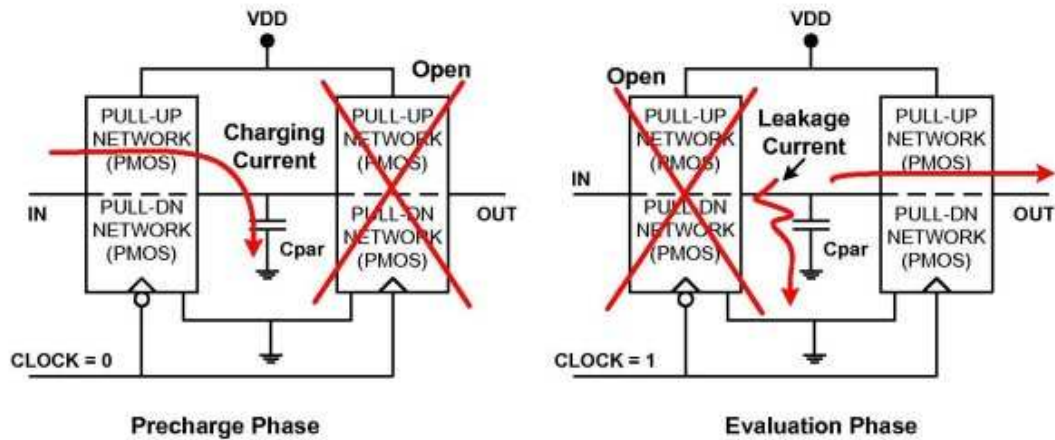 VDD
Open
PULL-UP
NETWORK
(PMOS)
Charging
Current
PULL-UP
NETWORK
(PMOS)
IN
PULL-DN
NETWORK
(PMOS)
Cpar
PULL-DN
NETWORK
(PMOS)
OUT
CLOCK = 0
Precharge Phase
VDD
Open
PULL-UP
NETWORK
(PMOS)
Leakage
Current
PULL-UP
NETWORK
(PMOS)
IN
PULL-DN
NETWORK
(PMOS)
Cpar
PULL-DN
NETWORK
(PMOS)
OUT
CLOCK = 1
Evaluation Phase